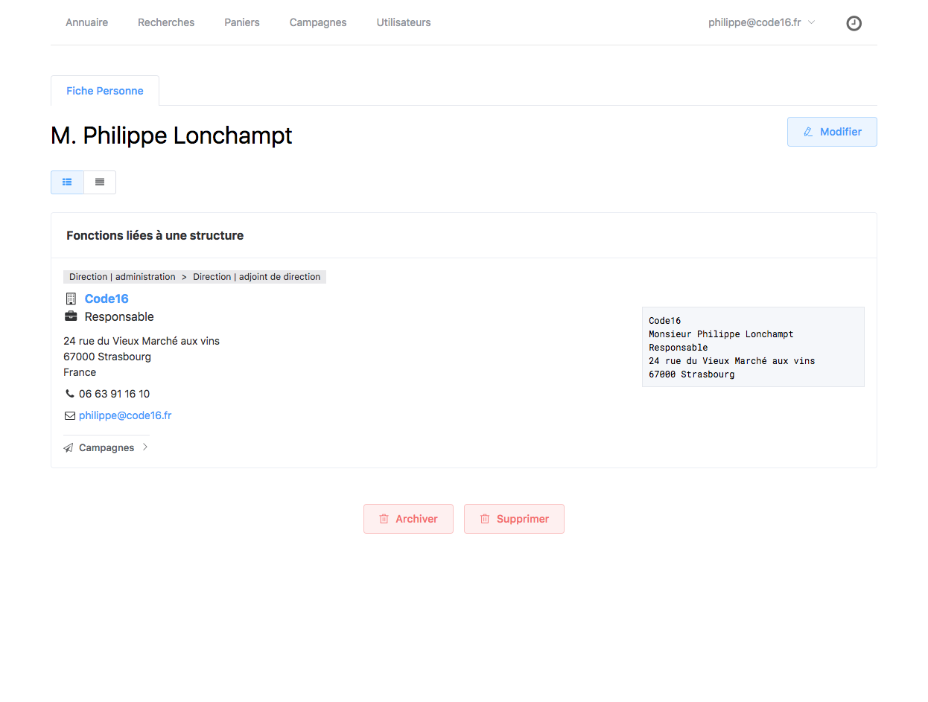 Annuaire Recherches Paniers Campagnes Utilisateurs philippe@code16.fr
Fiche Personne
M. Philippe Lonchampt
Modifier
Fonctions liées à une structure
Direction | administration > Direction | adjoint de direction
Code16
Responsable
24 rue du Vieux Marché aux vins
67000 Strasbourg
France
06 63 91 16 10
philippe@code16.fr
Campagnes
Code16
Monsieur Philippe Lonchampt
Responsable
24 rue du Vieux Marché aux vins
67000 Strasbourg
Archiver Supprimer